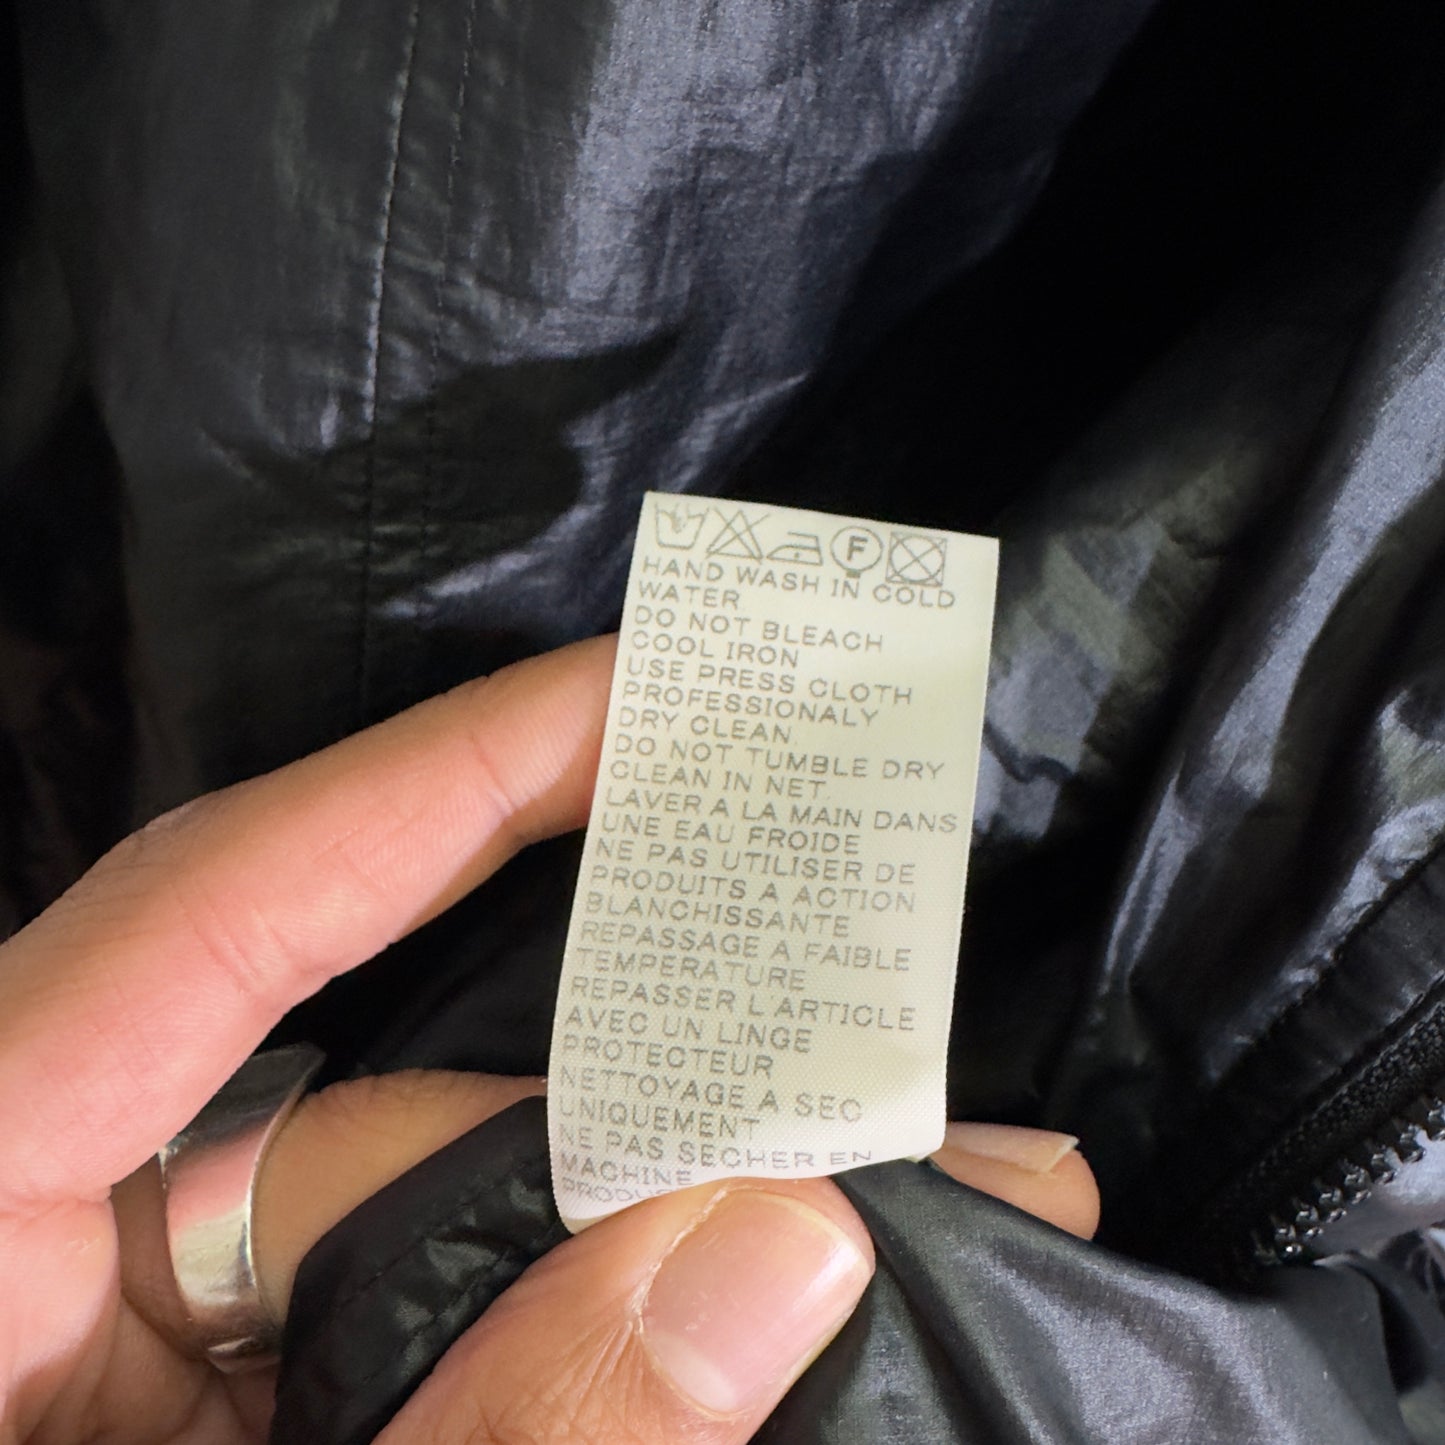 F
HAND WASH IN COLD
WATER.
DO NOT BLEACH
COOL IRON
USE PRESS CLOTH
PROFESSIONALY
DRY CLEAN.
DO NOT TUMBLE DRY
CLEAN IN NET.
LAVER A LA MAIN DANS
UNE EAU FROIDE
NE PAS UTILISER DE
PRODUITS A ACTION
BLANCHISSANTE
REPASSAGE A FAIBLE
TEMPERATURE
REPASSER L'ARTICLE
AVEC UN LINGE
PROTECTEUR
NETTOYAGE A SEC
UNIQUEMENT
NE PAS SECHER EN
MACHINE